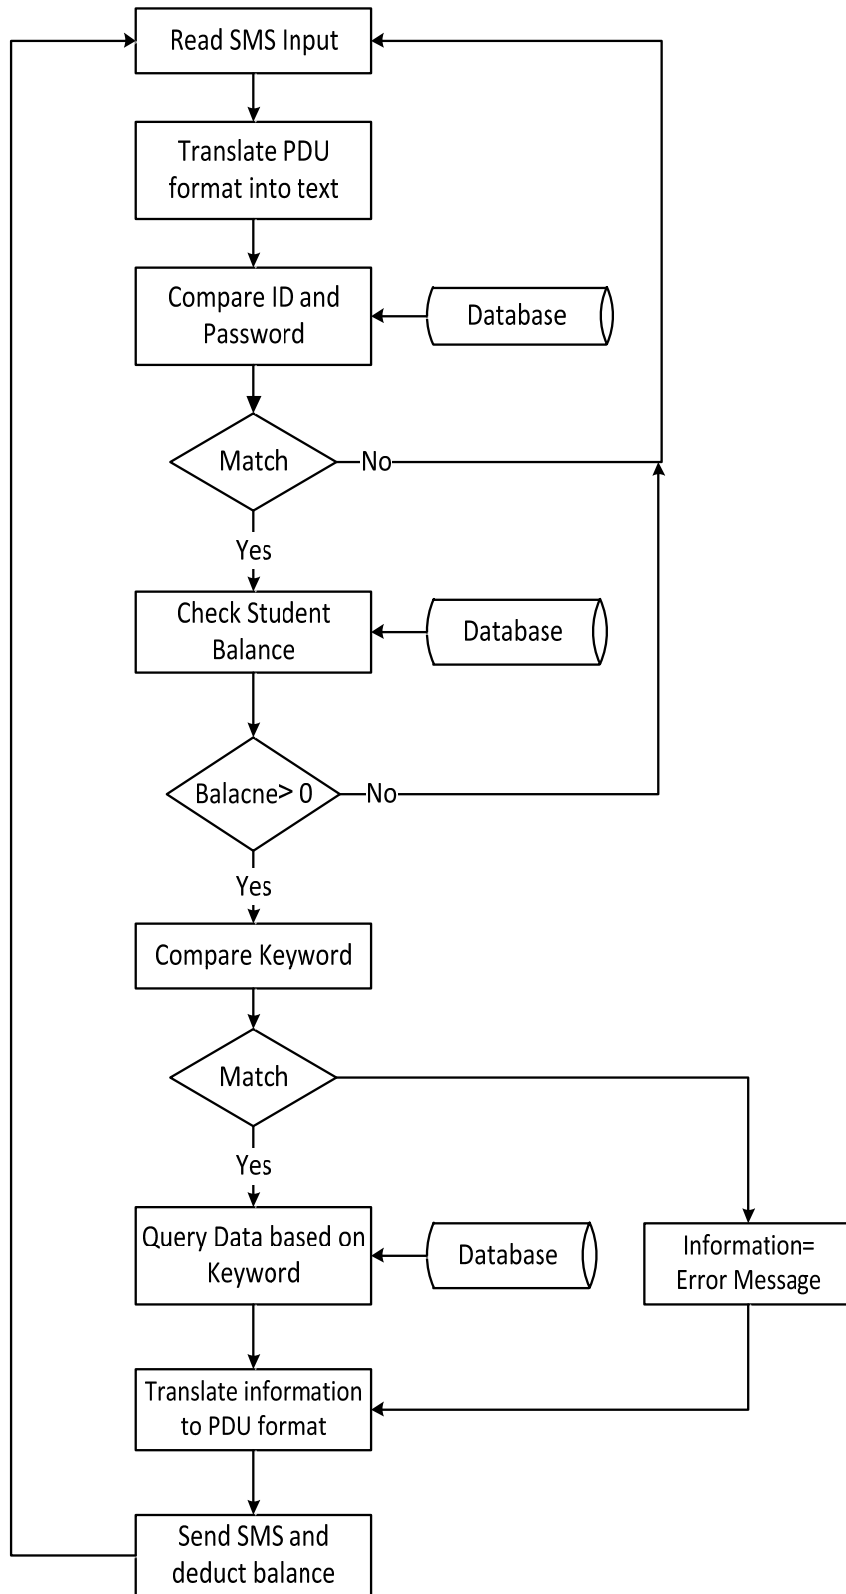 Read SMS Input
Translate PDU
format into text
Compare ID and
Password
Database
Match
No
Yes
Check Student
Balance
Database
Balacne> 0
No
Yes
Compare Keyword
Match
Yes
Query Data based on
Keyword
Database
Information=
Error Message
Translate information
to PDU format
Send SMS and
deduct balance